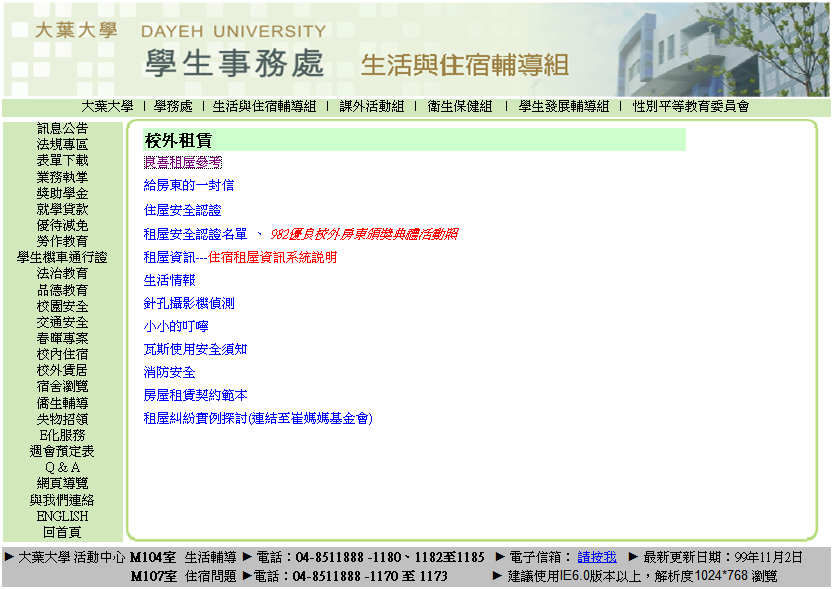 大葉大學 DAYEH UNIVERSITY
學生事務處 生活與住宿輔導組
大葉大學 | 學務處 | 生活與住宿輔導組 | 課外活動組 | 衛生保健組 | 學生發展輔導組 | 性別平等教育委員會
訊息公告
法規專區
表單下載
業務執掌
獎助學金
就學貸款
優待減免
勞作教育
學生機車通行證
法治教育
品德教育
校園安全
交通安全
春暉專案
校內住宿
校外賃居
宿舍瀏覽
僑生輔導
失物招領
E化服務
週會預定表
Q & A
網頁導覽
與我們連絡
ENGLISH
回首頁
校外租賃
良善租屋參考
給房東的一封信
住屋安全認證
租屋安全認證名單 、 982優良校外房東頒獎典禮活動照
租屋資訊---住宿租屋資訊系統說明
生活情報
針孔攝影機偵測
小小的叮嚀
瓦斯使用安全須知
消防安全
房屋租賃契約範本
租屋糾紛實例探討(連結至崔媽媽基金會)
►大葉大學 活動中心 M104室 生活輔導 ►電話：04-8511888 -1180、1182至1185 ►電子信箱： 請按我 ►最新更新日期：99年11月2日
M107室 住宿問題 ►電話：04-8511888 -1170 至 1173 ►建議使用IE6.0版本以上，解析度1024*768 瀏覽